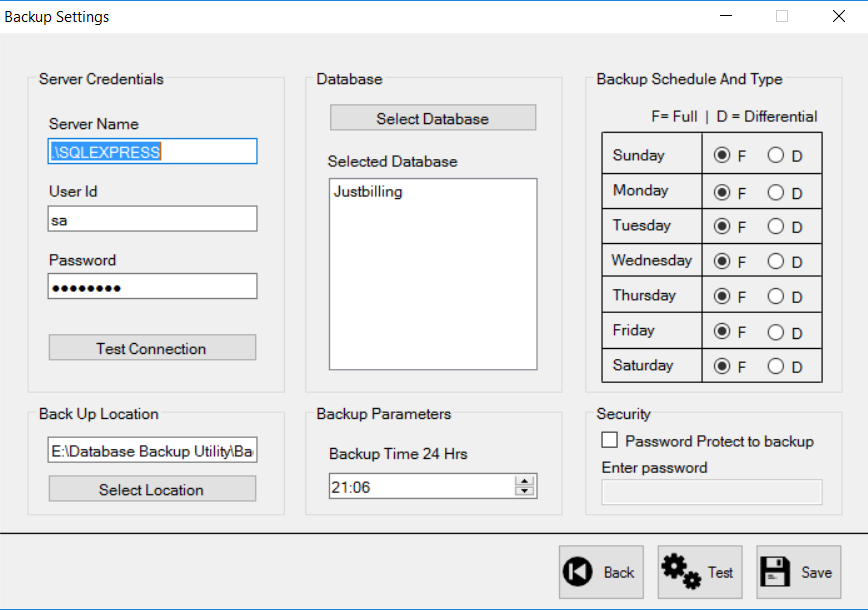 Backup Settings
Server Credentials
Server Name
.\SQLEXPRESS
User Id
sa
Password
●●●●●●●●
Test Connection
Database
Select Database
Selected Database
Justbilling
Backup Schedule And Type
F= Full | D = Differential
Sunday F D
Monday F D
Tuesday F D
Wednesday F D
Thursday F D
Friday F D
Saturday F D
Back Up Location
E:\Database Backup Utility\Ba
Select Location
Backup Parameters
Backup Time 24 Hrs
21:06
Security
Password Protect to backup
Enter password
Back
Test
Save